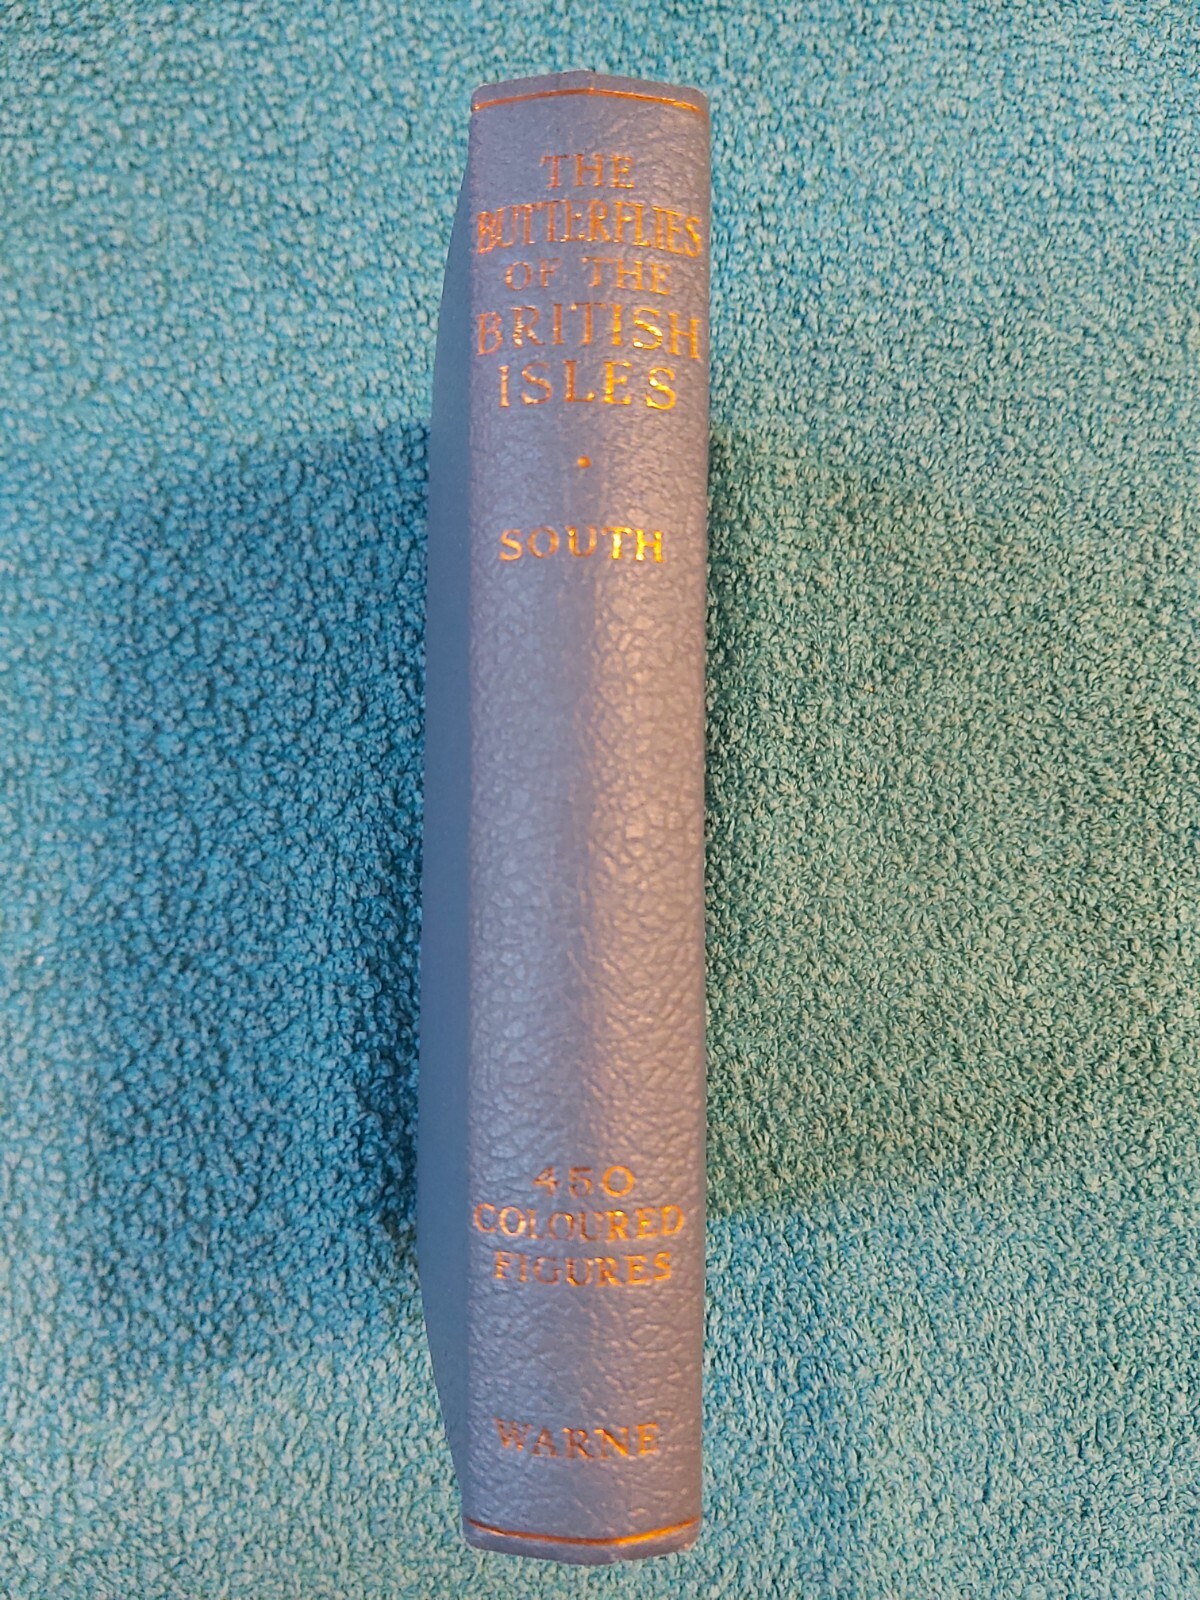 THE
BUTTERFLIES
OF THE
BRITISH
ISLES
SOUTH
450
COLOURED
FIGURES
WARNE